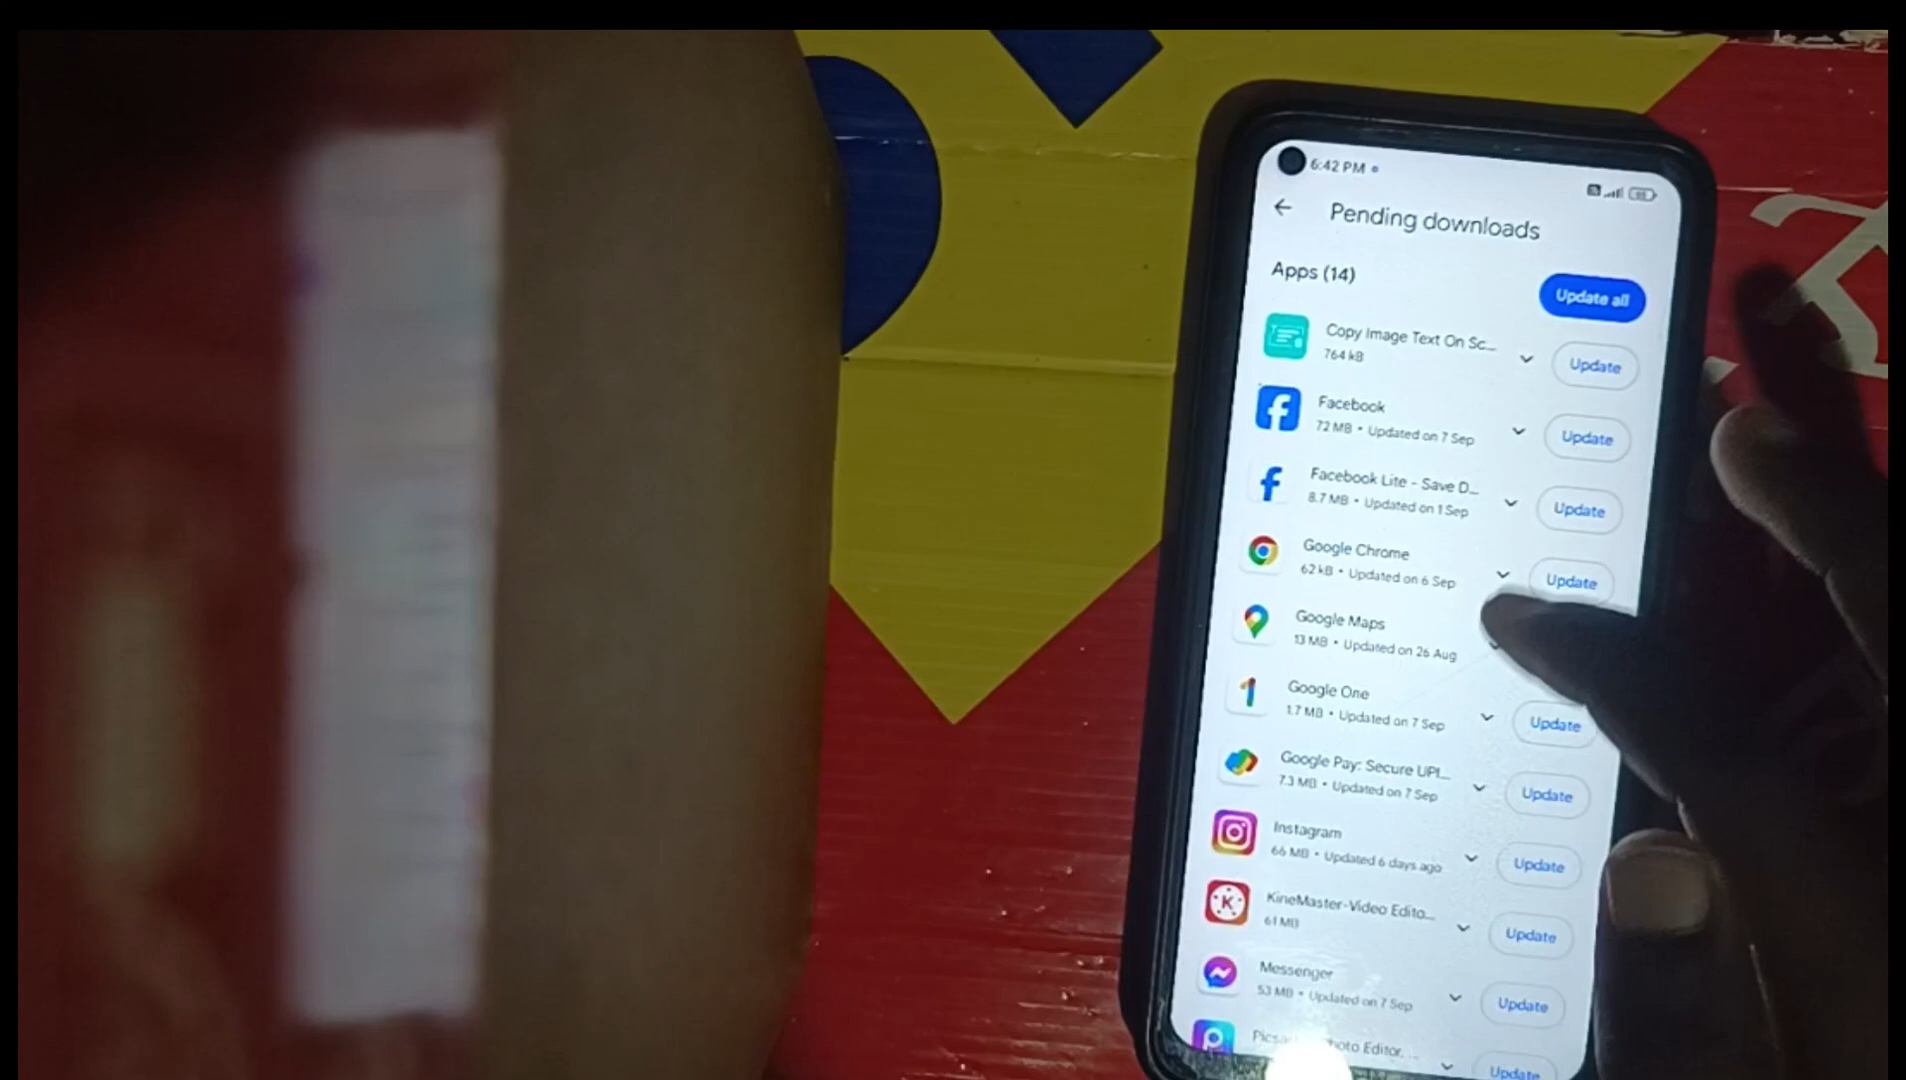 6:42 PM
Pending downloads
Apps (14)
Update all
Copy Image Text On Sc...
764 kB
Update
Facebook
72 MB • Updated on 7 Sep
Update
Facebook Lite - Save D...
8.7 MB • Updated on 1 Sep
Update
Google Chrome
62 kB • Updated on 6 Sep
Update
Google Maps
13 MB • Updated on 26 Aug
Google One
1.7 MB • Updated on 7 Sep
Update
Google Pay: Secure UPI...
7.3 MB • Updated on 7 Sep
Update
Instagram
66 MB • Updated 6 days ago
Update
KineMaster-Video Edito...
61 MB
Update
Messenger
53 MB • Updated on 7 Sep
Update
Editor, ...
Update